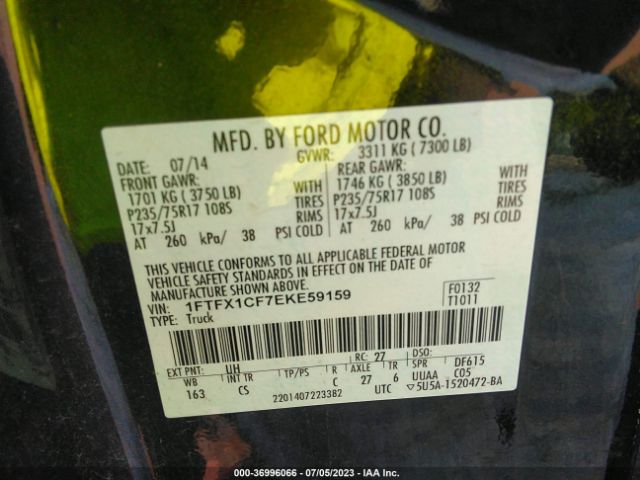 MFD. BY FORD MOTOR CO.
DATE: 07/14 GVWR: 3311 KG ( 7300 LB)
FRONT GAWR: REAR GAWR:
1701 KG ( 3750 LB) WITH 1746 KG ( 3850 LB) WITH
P235/75R17 108S TIRES P235/75R17 108S TIRES
17x7.5J RIMS 17x7.5J RIMS
AT 260 kPa/ 38 PSI COLD AT 260 kPa/ 38 PSI COLD
THIS VEHICLE CONFORMS TO ALL APPLICABLE FEDERAL MOTOR
VEHICLE SAFETY STANDARDS IN EFFECT ON THE DATE OF
MANUFACTURE SHOWN ABOVE.
VIN: 1FTFX1CF7EKE59159 F0132
TYPE: Truck T1011
EXT PNT: UH RC: 27 DSO:
WB INT TR TP/PS R AXLE TR SPR DF615
163 CS C 27 6 UUAA C05
2201407223382 UTC ▽5U5A-1520472-BA
000-36996066 - 07/05/2023 - IAA Inc.